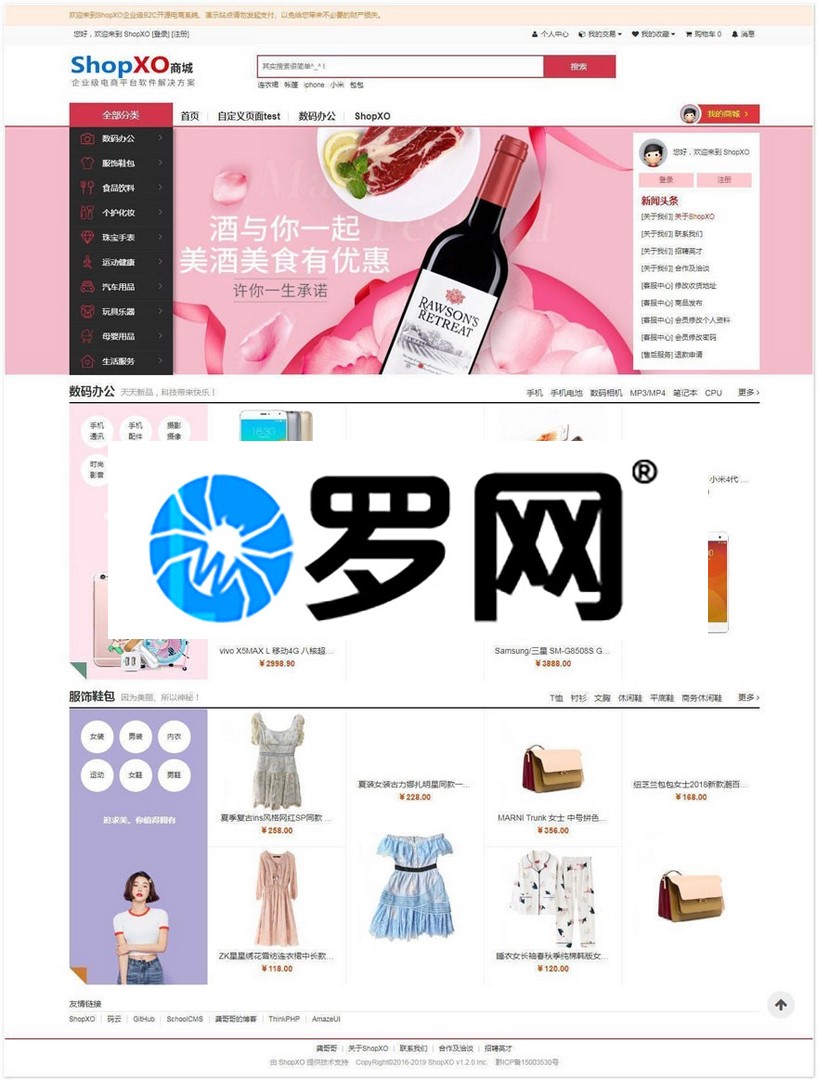 欢迎来到ShopXO企业级B2C开源电商系统、演示站点请勿发起支付、以免给您带来不必要的财产损失。
您好，欢迎来到 ShopXO [登录] [注册]
个人中心 我的交易 我的收藏 购物车 0 消息
ShopXO商城
企业级电商平台软件解决方案
其实搜索很简单^_^ !
搜索
连衣裙 帐篷 iphone 小米 包包
全部分类 首页 自定义页面test 数码办公 ShopXO 我的商城 >
数码办公
服饰鞋包
食品饮料
个护化妆
珠宝手表
运动健康
汽车用品
玩具乐器
母婴用品
生活服务
酒与你一起
美酒美食有优惠
许你一生承诺
RAWSON'S
RETREAT
您好，欢迎来到 ShopXO
登录 注册
新闻头条
[关于我们] 关于ShopXO
[关于我们] 联系我们
[关于我们] 招聘英才
[关于我们] 合作及洽谈
[客服中心] 修改收货地址
[客服中心] 商品发布
[客服中心] 会员修改个人资料
[客服中心] 会员修改密码
[售后服务] 退款申请
数码办公 天天新品，科技带来快乐！
手机 手机电池 数码相机 MP3/MP4 笔记本 CPU 更多 >
手机通讯 手机配件 摄影摄像
时尚影音
小米4代 ...
罗网®
vivo X5MAX L 移动4G 八核超...
¥2998.90
Samsung/三星 SM-G8508S G...
¥3888.00
服饰鞋包 因为美丽、所以神秘！
T恤 衬衫 文胸 休闲鞋 平底鞋 商务休闲鞋 更多 >
女装 男装 内衣
运动 女鞋 男鞋
追求美、你值得拥有
夏季复古ins风格网红SP同款 ...
¥258.00
夏装女装古力娜扎明星同款一...
¥228.00
MARNI Trunk 女士 中号拼色...
¥356.00
纽芝兰包包女士2018新款潮百...
¥168.00
ZK星星绣花雪纺连衣裙中长款...
¥118.00
睡衣女长袖春秋季纯棉韩版女...
¥120.00
友情链接
ShopXO 码云 GitHub SchoolCMS 龚哥哥的博客 ThinkPHP AmazeUI
龚哥哥 关于ShopXO 联系我们 合作及洽谈 招聘英才
由 ShopXO 提供技术支持 CopyRight©2016-2019 ShopXO v1.2.0 Inc. 黔ICP备15003530号